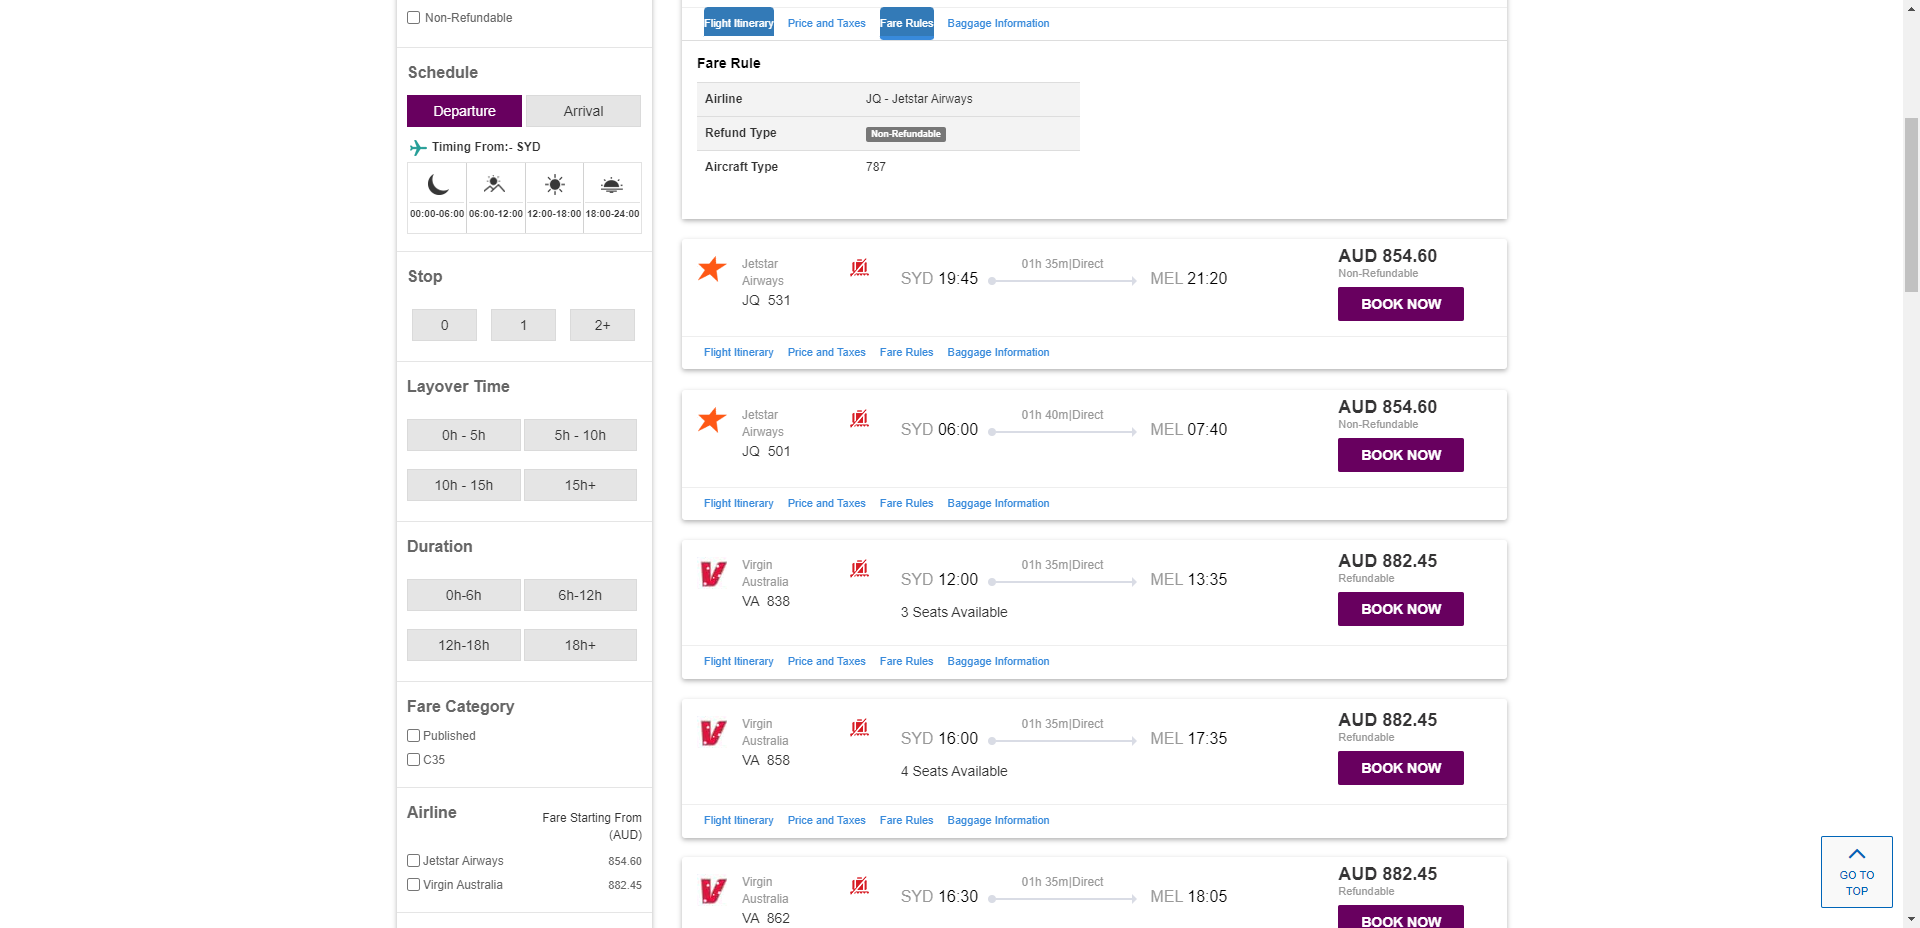 Non-Refundable
Schedule
Departure Arrival
Timing From:- SYD
00:00-06:00 06:00-12:00 12:00-18:00 18:00-24:00
Stop
0 1 2+
Layover Time
0h - 5h 5h - 10h
10h - 15h 15h+
Duration
0h-6h 6h-12h
12h-18h 18h+
Fare Category
Published
C35
Airline Fare Starting From
(AUD)
Jetstar Airways 854.60
Virgin Australia 882.45
Flight Itinerary Price and Taxes Fare Rules Baggage Information
Fare Rule
Airline JQ - Jetstar Airways
Refund Type Non-Refundable
Aircraft Type 787
Jetstar
Airways
JQ 531
SYD 19:45
01h 35m|Direct
MEL 21:20
AUD 854.60
Non-Refundable
BOOK NOW
Flight Itinerary Price and Taxes Fare Rules Baggage Information
Jetstar
Airways
JQ 501
SYD 06:00
01h 40m|Direct
MEL 07:40
AUD 854.60
Non-Refundable
BOOK NOW
Flight Itinerary Price and Taxes Fare Rules Baggage Information
Virgin
Australia
VA 838
SYD 12:00
01h 35m|Direct
MEL 13:35
3 Seats Available
AUD 882.45
Refundable
BOOK NOW
Flight Itinerary Price and Taxes Fare Rules Baggage Information
Virgin
Australia
VA 858
SYD 16:00
01h 35m|Direct
MEL 17:35
4 Seats Available
AUD 882.45
Refundable
BOOK NOW
Flight Itinerary Price and Taxes Fare Rules Baggage Information
Virgin
Australia
VA 862
SYD 16:30
01h 35m|Direct
MEL 18:05
AUD 882.45
Refundable
BOOK NOW
GO TO
TOP